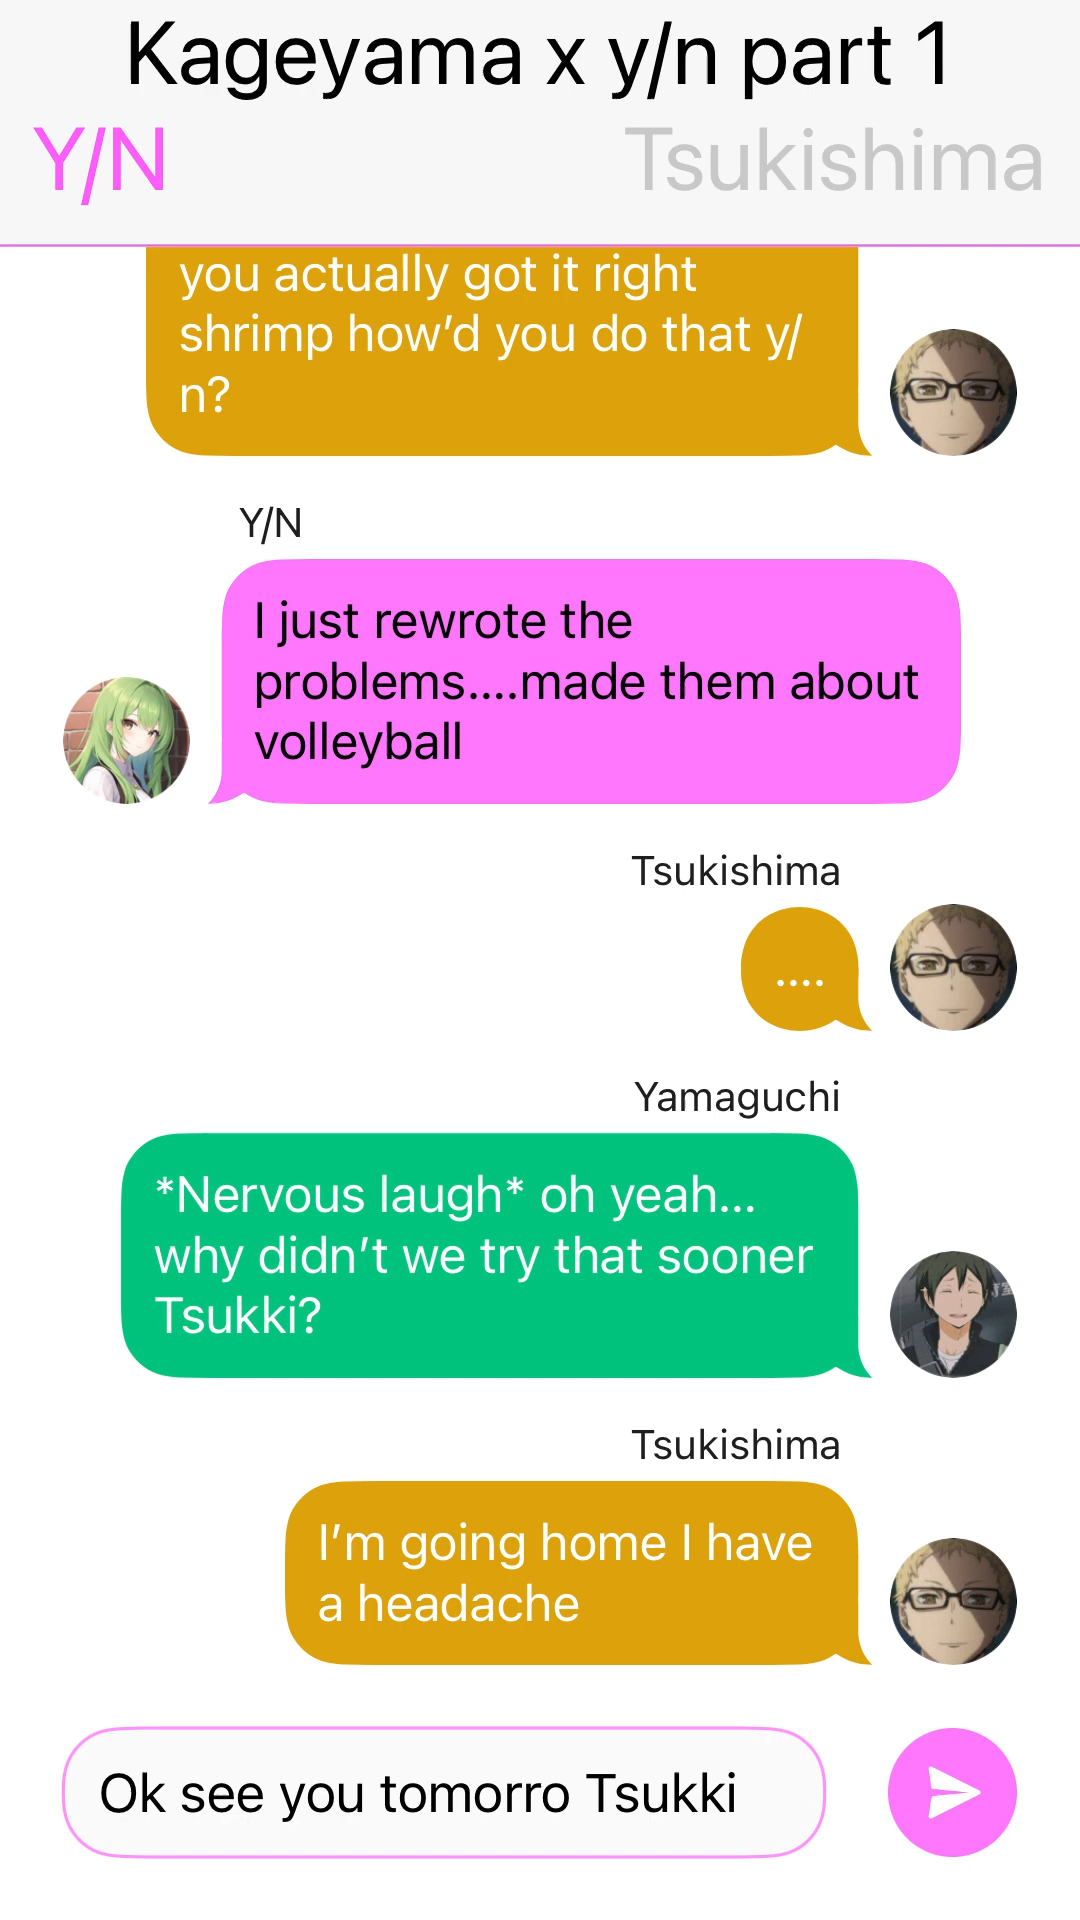 Kageyama x y/n part 1
Y/N
Tsukishima
you actually got it right
shrimp how’d you do that y/
n?
Y/N
I just rewrote the
problems....made them about
volleyball
Tsukishima
....
Yamaguchi
*Nervous laugh* oh yeah...
why didn’t we try that sooner
Tsukki?
Tsukishima
I’m going home I have
a headache
Ok see you tomorro Tsukki